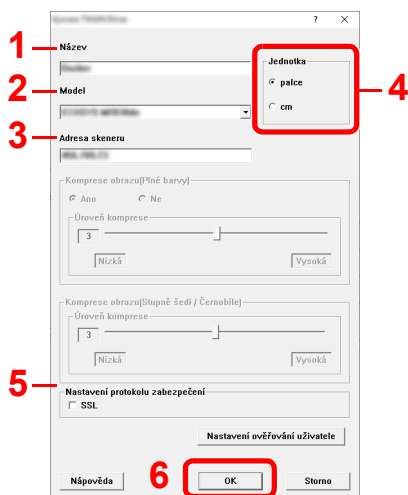 ?
1
Název
Jednotka
palce
4
2
Model
cm
3
Adresa skeneru
Komprese obrazu(Plné barvy)
Ano Ne
Úroveň komprese
3
Nízká Vysoká
Komprese obrazu(Stupně šedi / Černobíle)
Úroveň komprese
3
Nízká Vysoká
5
Nastavení protokolu zabezpečení
SSL
Nastavení ověřování uživatele
6
Nápověda OK Storno